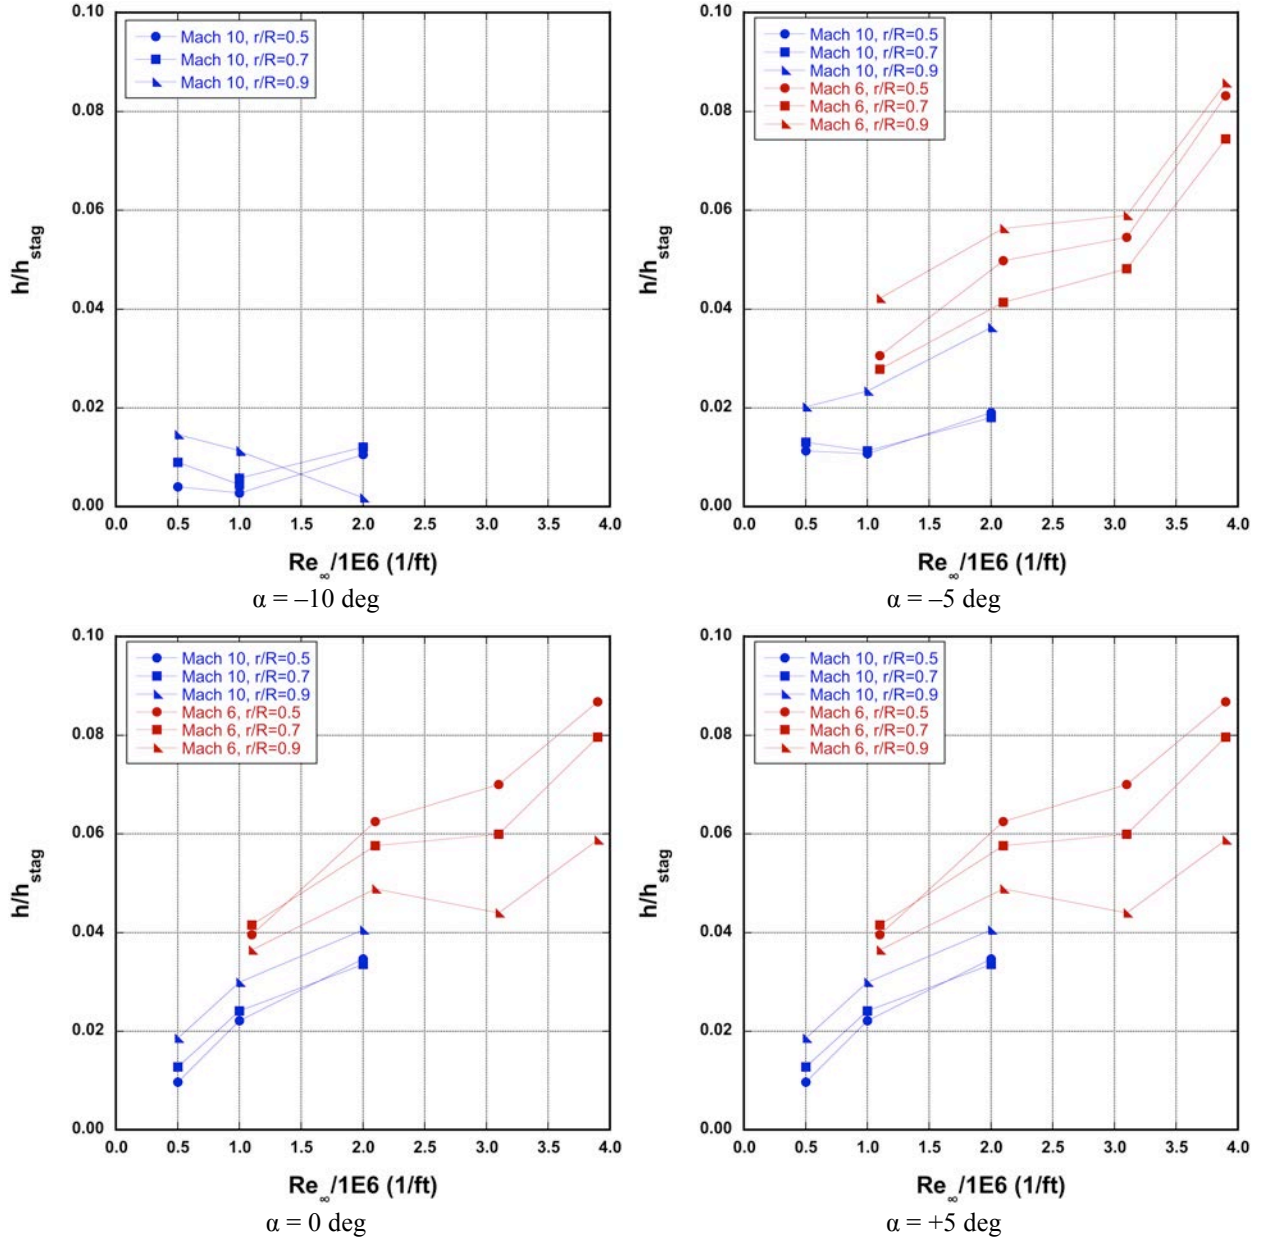 0.10
0.08
0.06
0.04
0.02
0.00
h/hstag
Mach 10, r/R=0.5
Mach 10, r/R=0.7
Mach 10, r/R=0.9
0.0 0.5 1.0 1.5 2.0 2.5 3.0 3.5 4.0
Re∞/1E6 (1/ft)
α = –10 deg
0.10
0.08
0.06
0.04
0.02
0.00
h/hstag
Mach 10, r/R=0.5
Mach 10, r/R=0.7
Mach 10, r/R=0.9
Mach 6, r/R=0.5
Mach 6, r/R=0.7
Mach 6, r/R=0.9
0.0 0.5 1.0 1.5 2.0 2.5 3.0 3.5 4.0
Re∞/1E6 (1/ft)
α = –5 deg
0.10
0.08
0.06
0.04
0.02
0.00
h/hstag
Mach 10, r/R=0.5
Mach 10, r/R=0.7
Mach 10, r/R=0.9
Mach 6, r/R=0.5
Mach 6, r/R=0.7
Mach 6, r/R=0.9
0.0 0.5 1.0 1.5 2.0 2.5 3.0 3.5 4.0
Re∞/1E6 (1/ft)
α = 0 deg
0.10
0.08
0.06
0.04
0.02
0.00
h/hstag
Mach 10, r/R=0.5
Mach 10, r/R=0.7
Mach 10, r/R=0.9
Mach 6, r/R=0.5
Mach 6, r/R=0.7
Mach 6, r/R=0.9
0.0 0.5 1.0 1.5 2.0 2.5 3.0 3.5 4.0
Re∞/1E6 (1/ft)
α = +5 deg